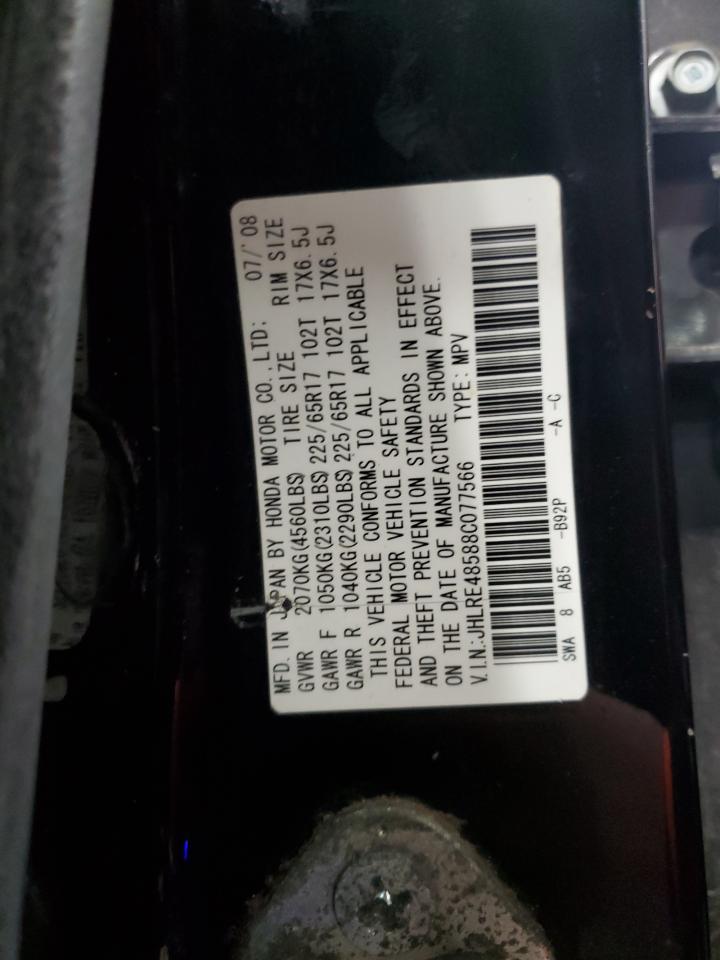 MFD. IN JAPAN BY HONDA MOTOR CO.,LTD: 07/'08
GVWR 2070KG(4560LBS) TIRE SIZE RIM SIZE
GAWR F 1050KG(2310LBS) 225/65R17 102T 17X6.5J
GAWR R 1040KG(2290LBS) 225/65R17 102T 17X6.5J
THIS VEHICLE CONFORMS TO ALL APPLICABLE
FEDERAL MOTOR VEHICLE SAFETY
AND THEFT PREVENTION STANDARDS IN EFFECT
ON THE DATE OF MANUFACTURE SHOWN ABOVE.
V.I.N.:JHLRE48588C077566 TYPE: MPV
SWA 8 AB5 -B92P -A -C